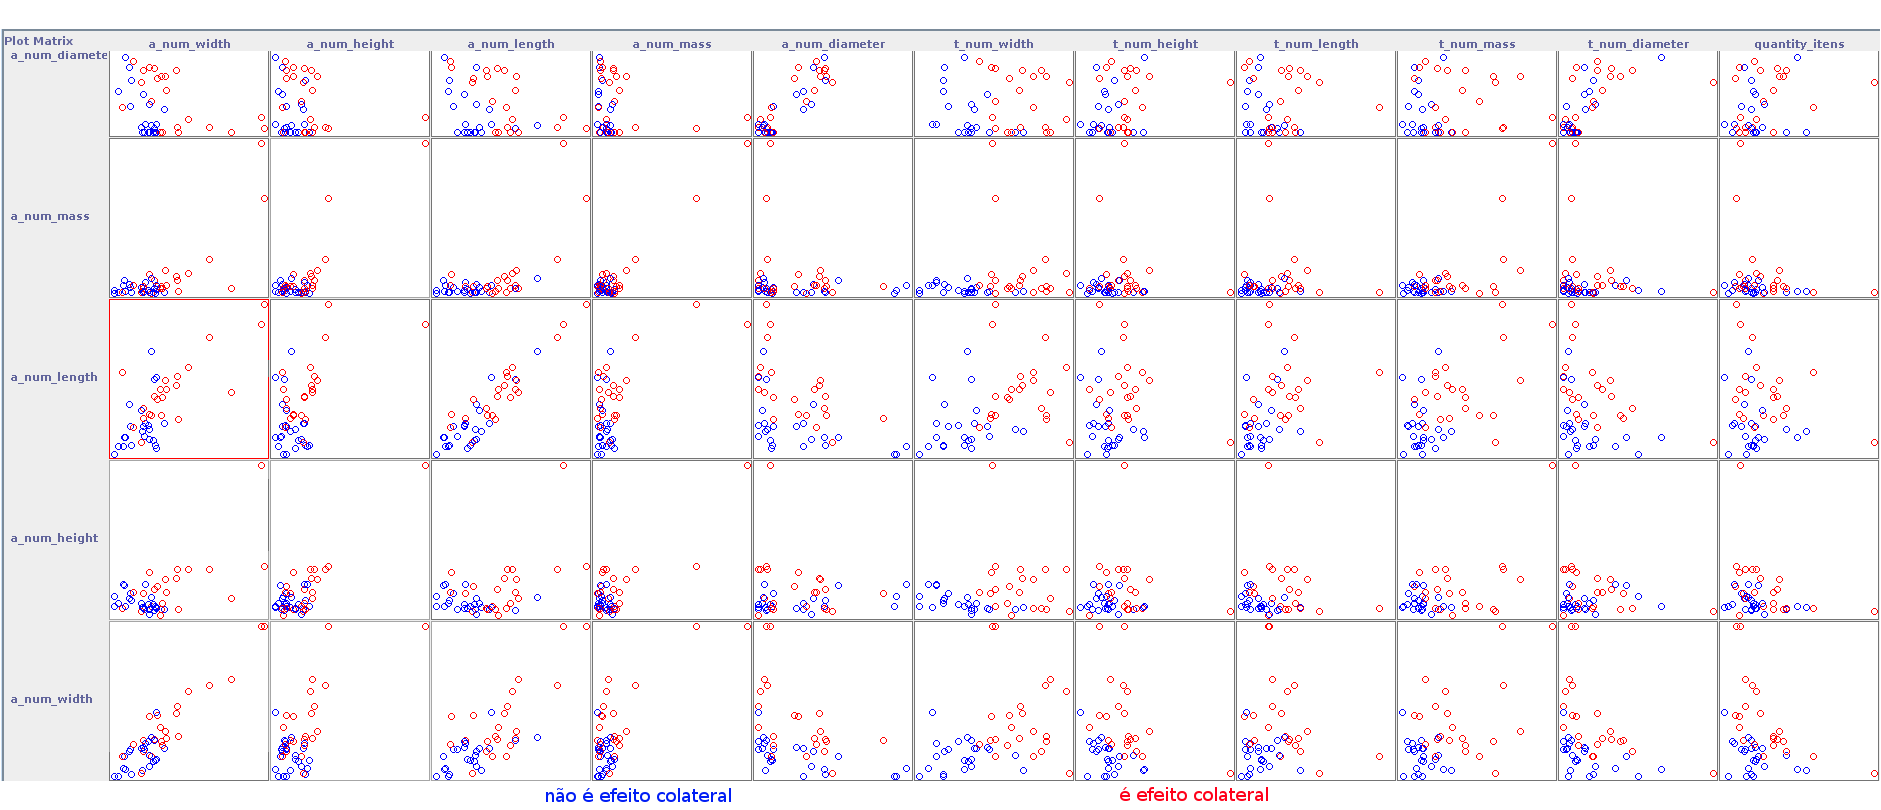 Plot Matrix
a_num_width a_num_height a_num_length a_num_mass a_num_diameter t_num_width t_num_height t_num_length t_num_mass t_num_diameter quantity_itens
a_num_diamete
a_num_mass
a_num_length
a_num_height
a_num_width
não é efeito colateral é efeito colateral